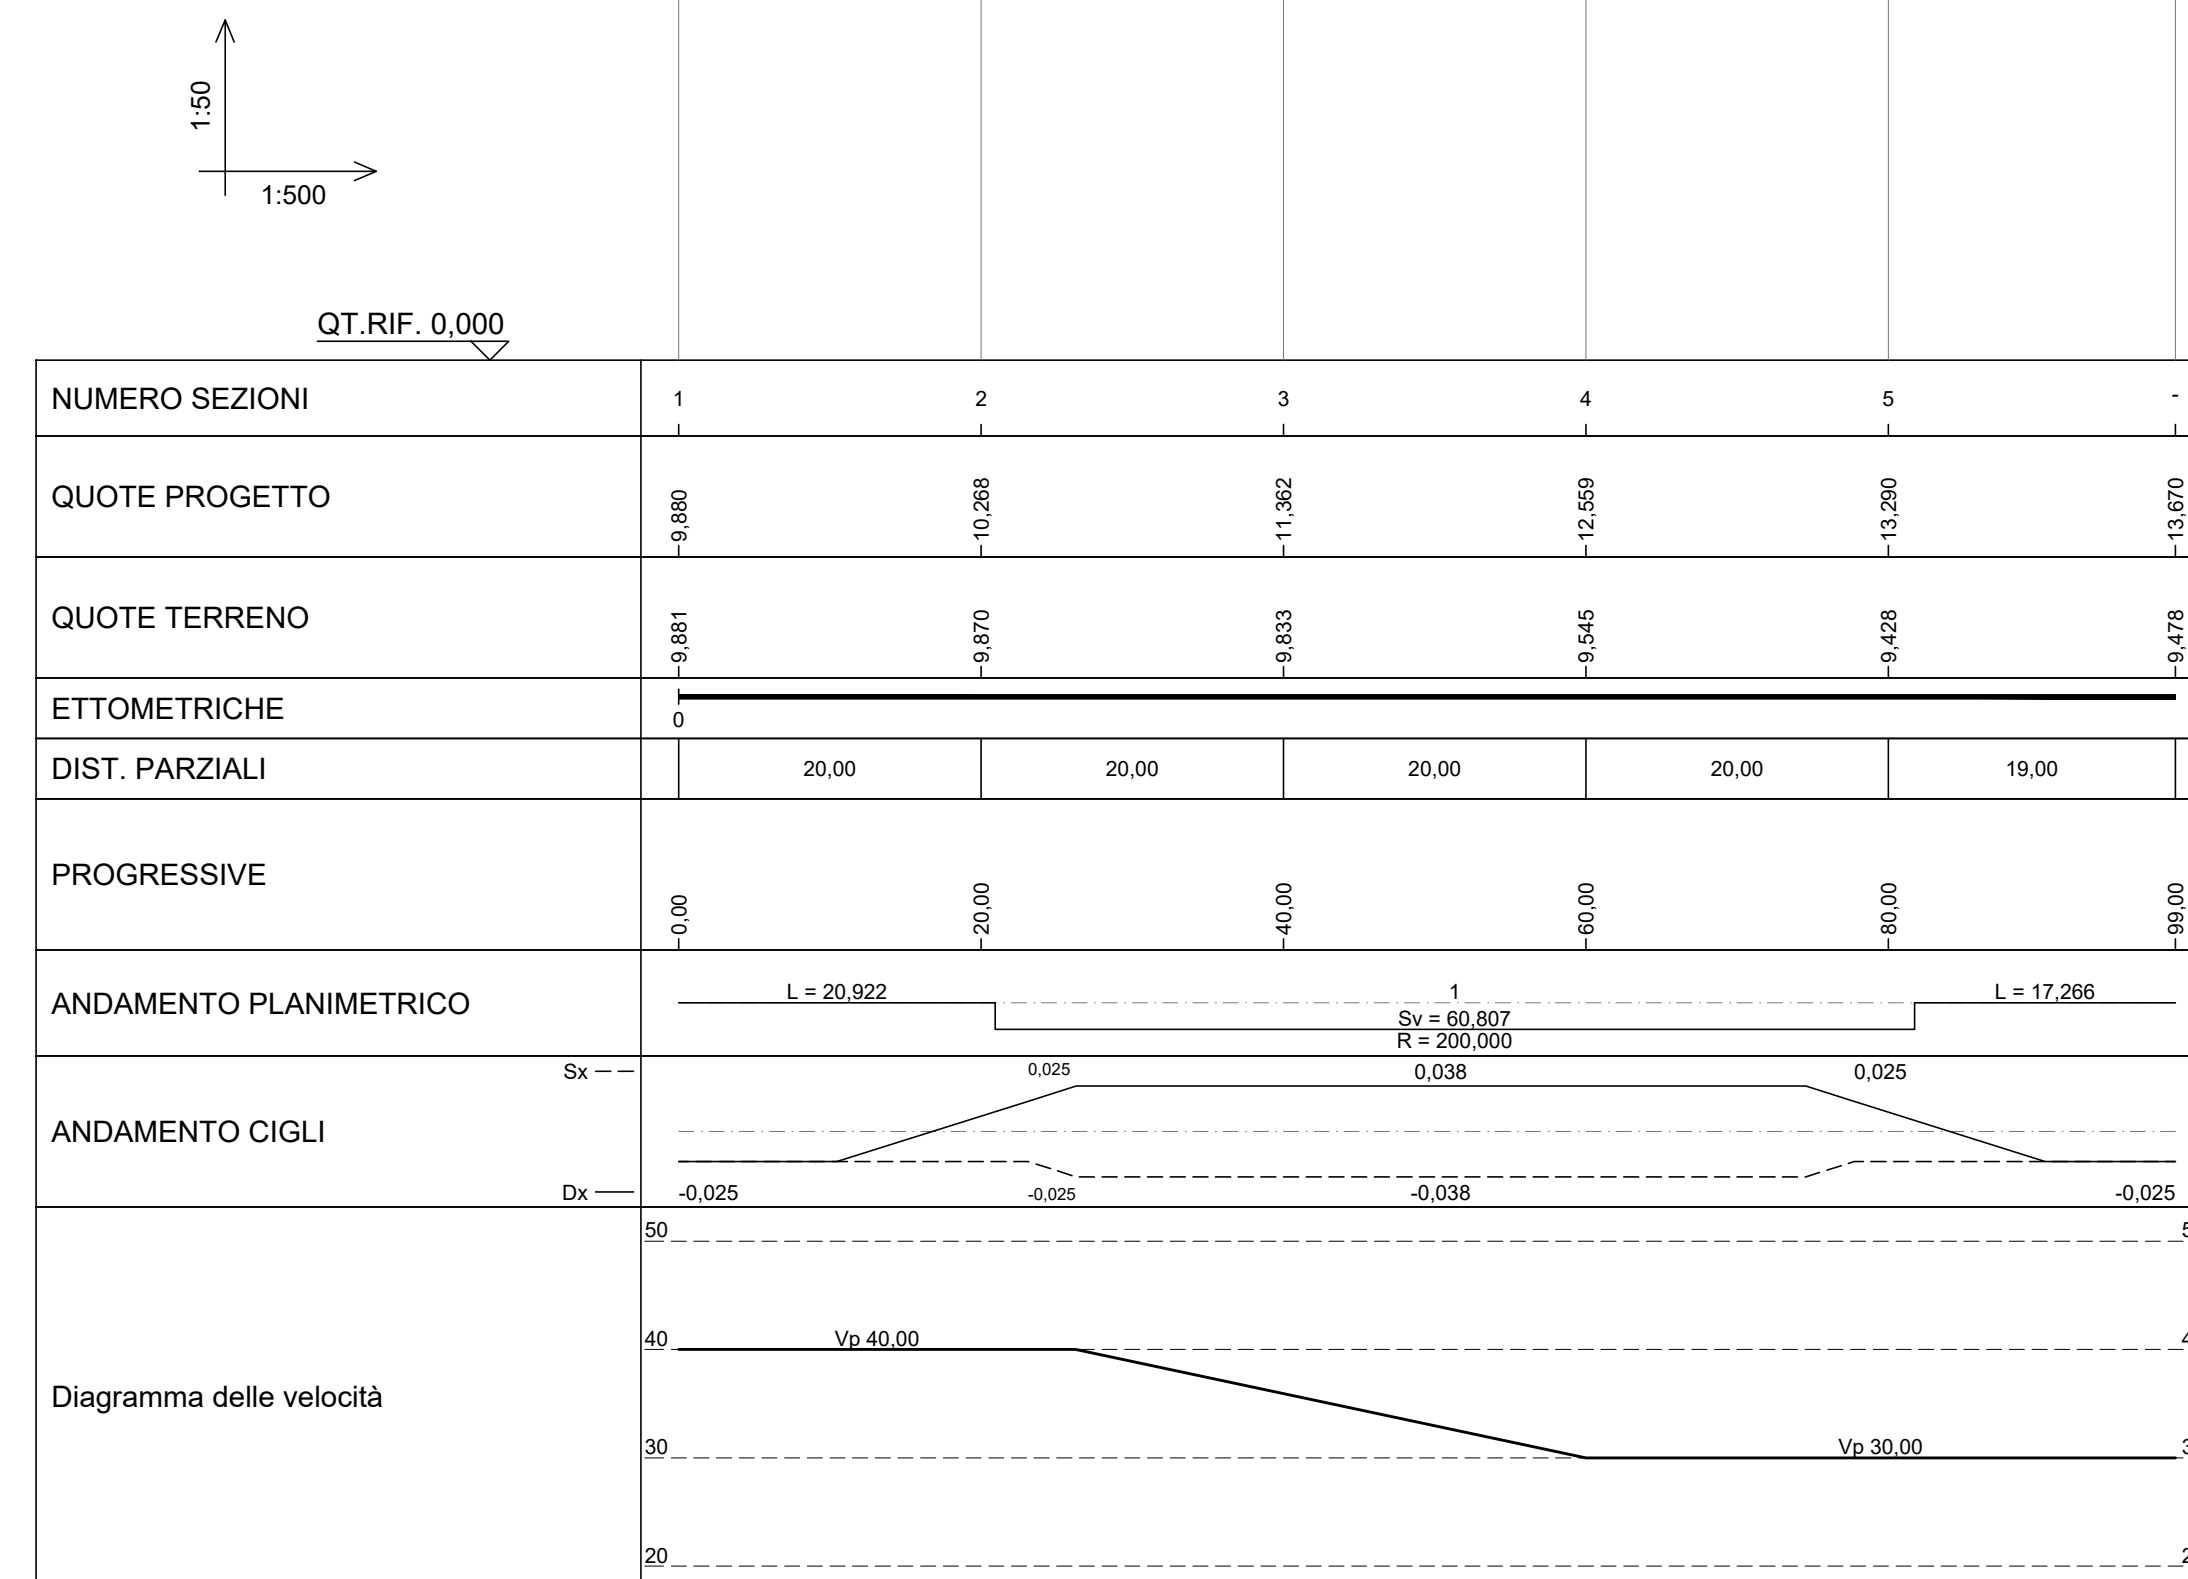 1:50
1:500
QT.RIF. 0,000
NUMERO SEZIONI 1 2 3 4 5 -
QUOTE PROGETTO 9,880 10,268 11,362 12,559 13,290 13,670
QUOTE TERRENO 9,881 9,870 9,833 9,545 9,428 9,478
ETTOMETRICHE
0
DIST. PARZIALI 20,00 20,00 20,00 20,00 19,00
PROGRESSIVE 0,00 20,00 40,00 60,00 80,00 99,00
ANDAMENTO PLANIMETRICO L = 20,922 1 L = 17,266
Sv = 60,807
R = 200,000
Sx 0,025 0,038 0,025
ANDAMENTO CIGLI
Dx -0,025 -0,025 -0,038 -0,025
50
40 Vp 40,00
Diagramma delle velocità
30 Vp 30,00
20